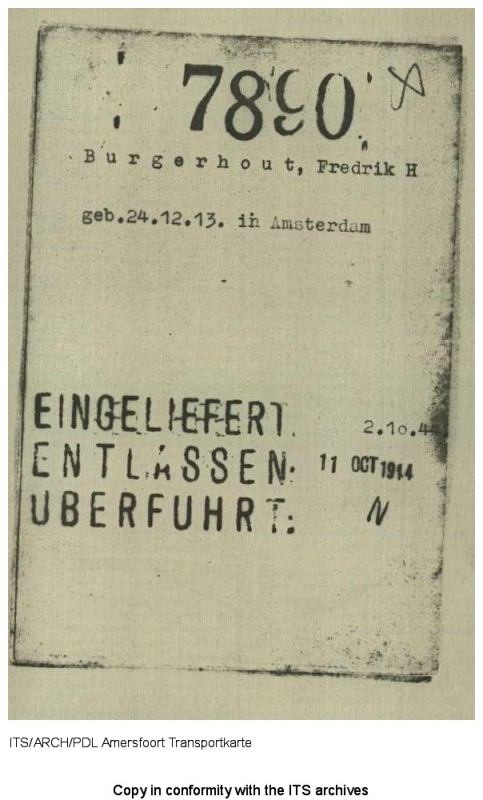 7890
Burgerhout, Fredrik H
geb.24.12.13. in Amsterdam
EINGELIEFERT. 2.10.44
ENTLASSEN. 11 OCT 1944
UBERFUHRT: N
ITS/ARCH/PDL Amersfoort Transportkarte
Copy in conformity with the ITS archives